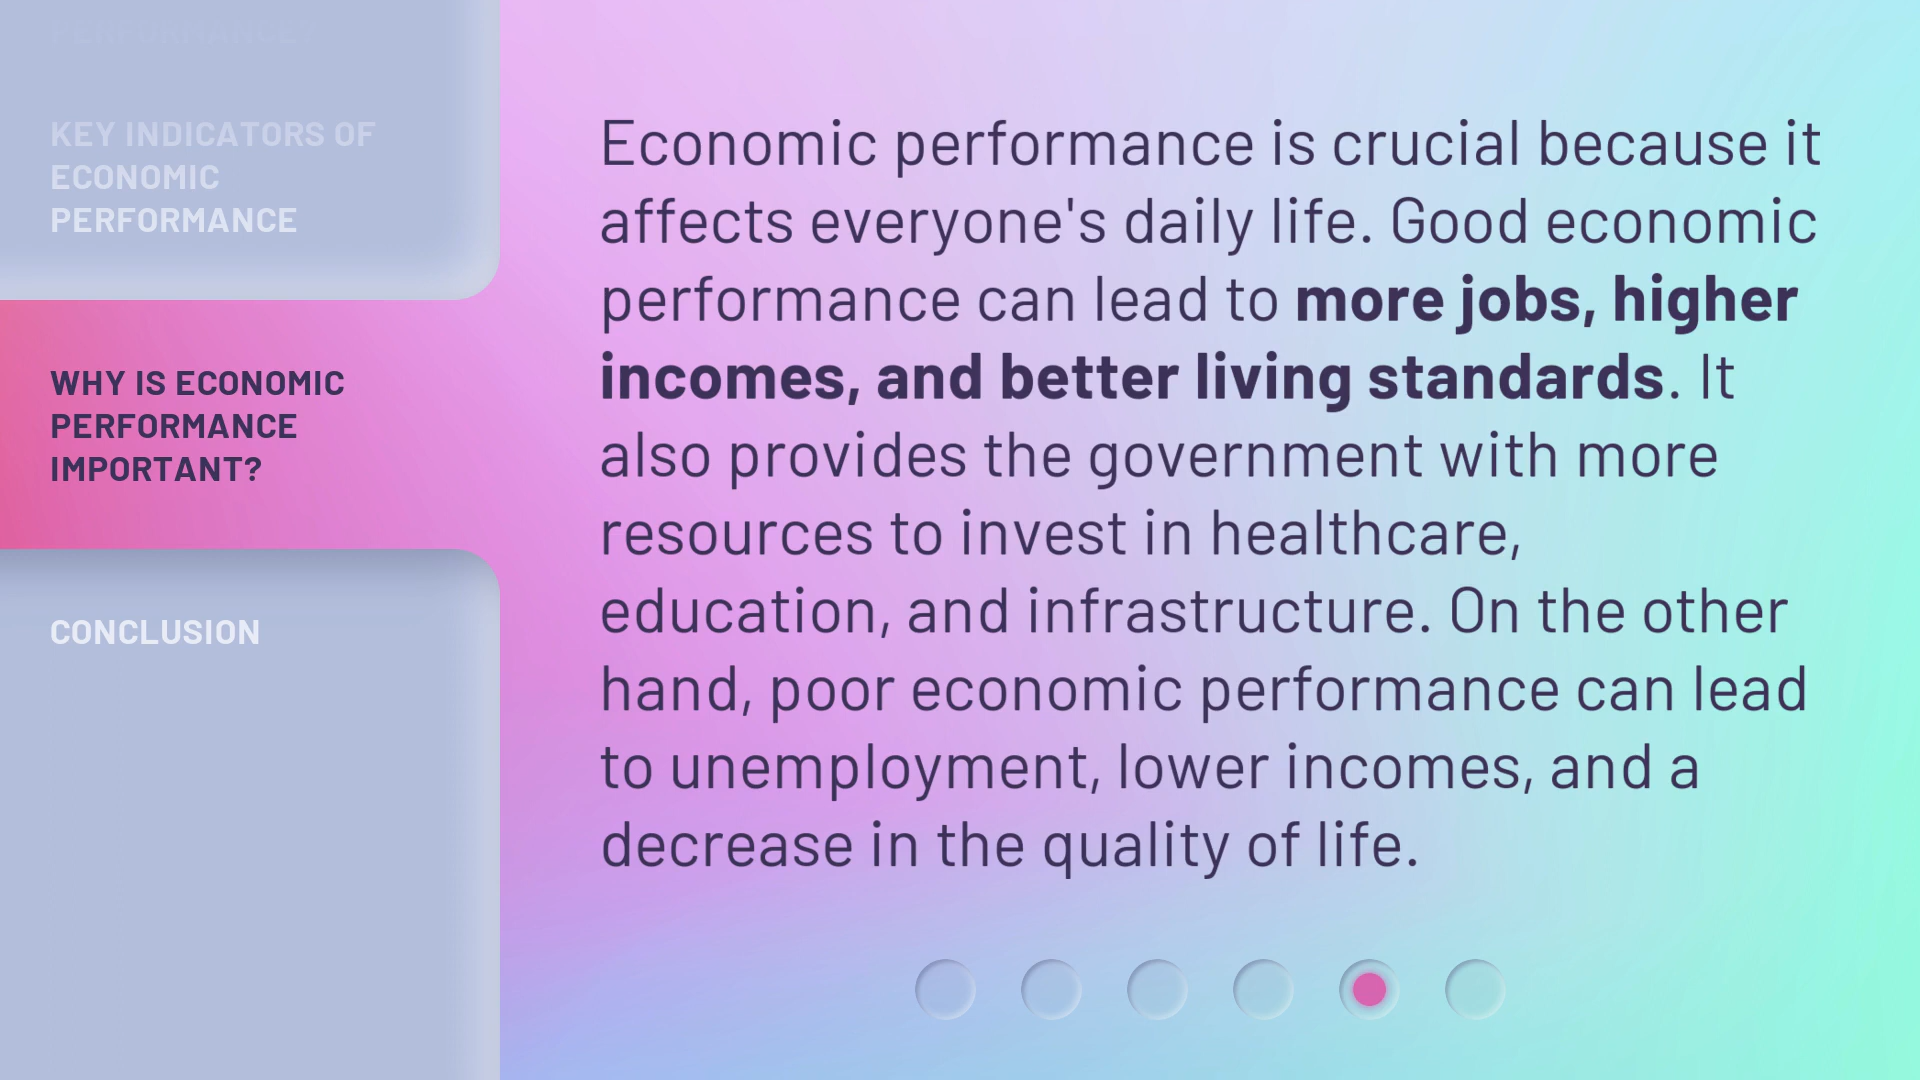 PERFORMANCE?
KEY INDICATORS OF
ECONOMIC
PERFORMANCE
WHY IS ECONOMIC
PERFORMANCE
IMPORTANT?
CONCLUSION
Economic performance is crucial because it
affects everyone's daily life. Good economic
performance can lead to more jobs, higher
incomes, and better living standards. It
also provides the government with more
resources to invest in healthcare,
education, and infrastructure. On the other
hand, poor economic performance can lead
to unemployment, lower incomes, and a
decrease in the quality of life.